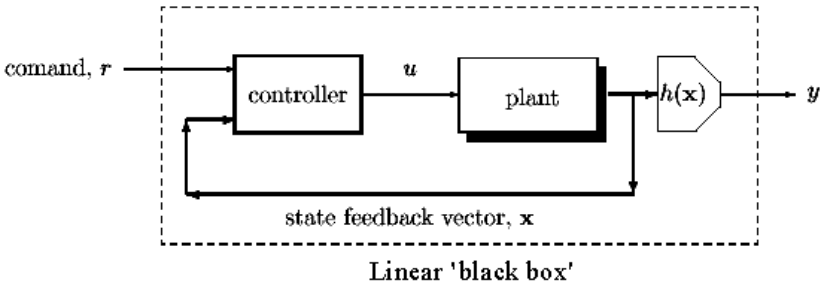 comand, r
controller
u
plant
h(x)
y
state feedback vector, x
Linear 'black box'